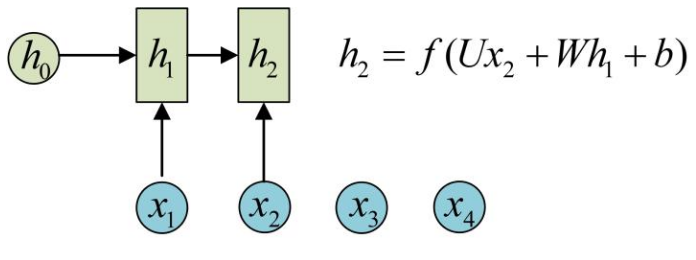 h₀ h₁ h₂ h₂ = f(Ux₂ + Wh₁ + b)
x₁ x₂ x₃ x₄